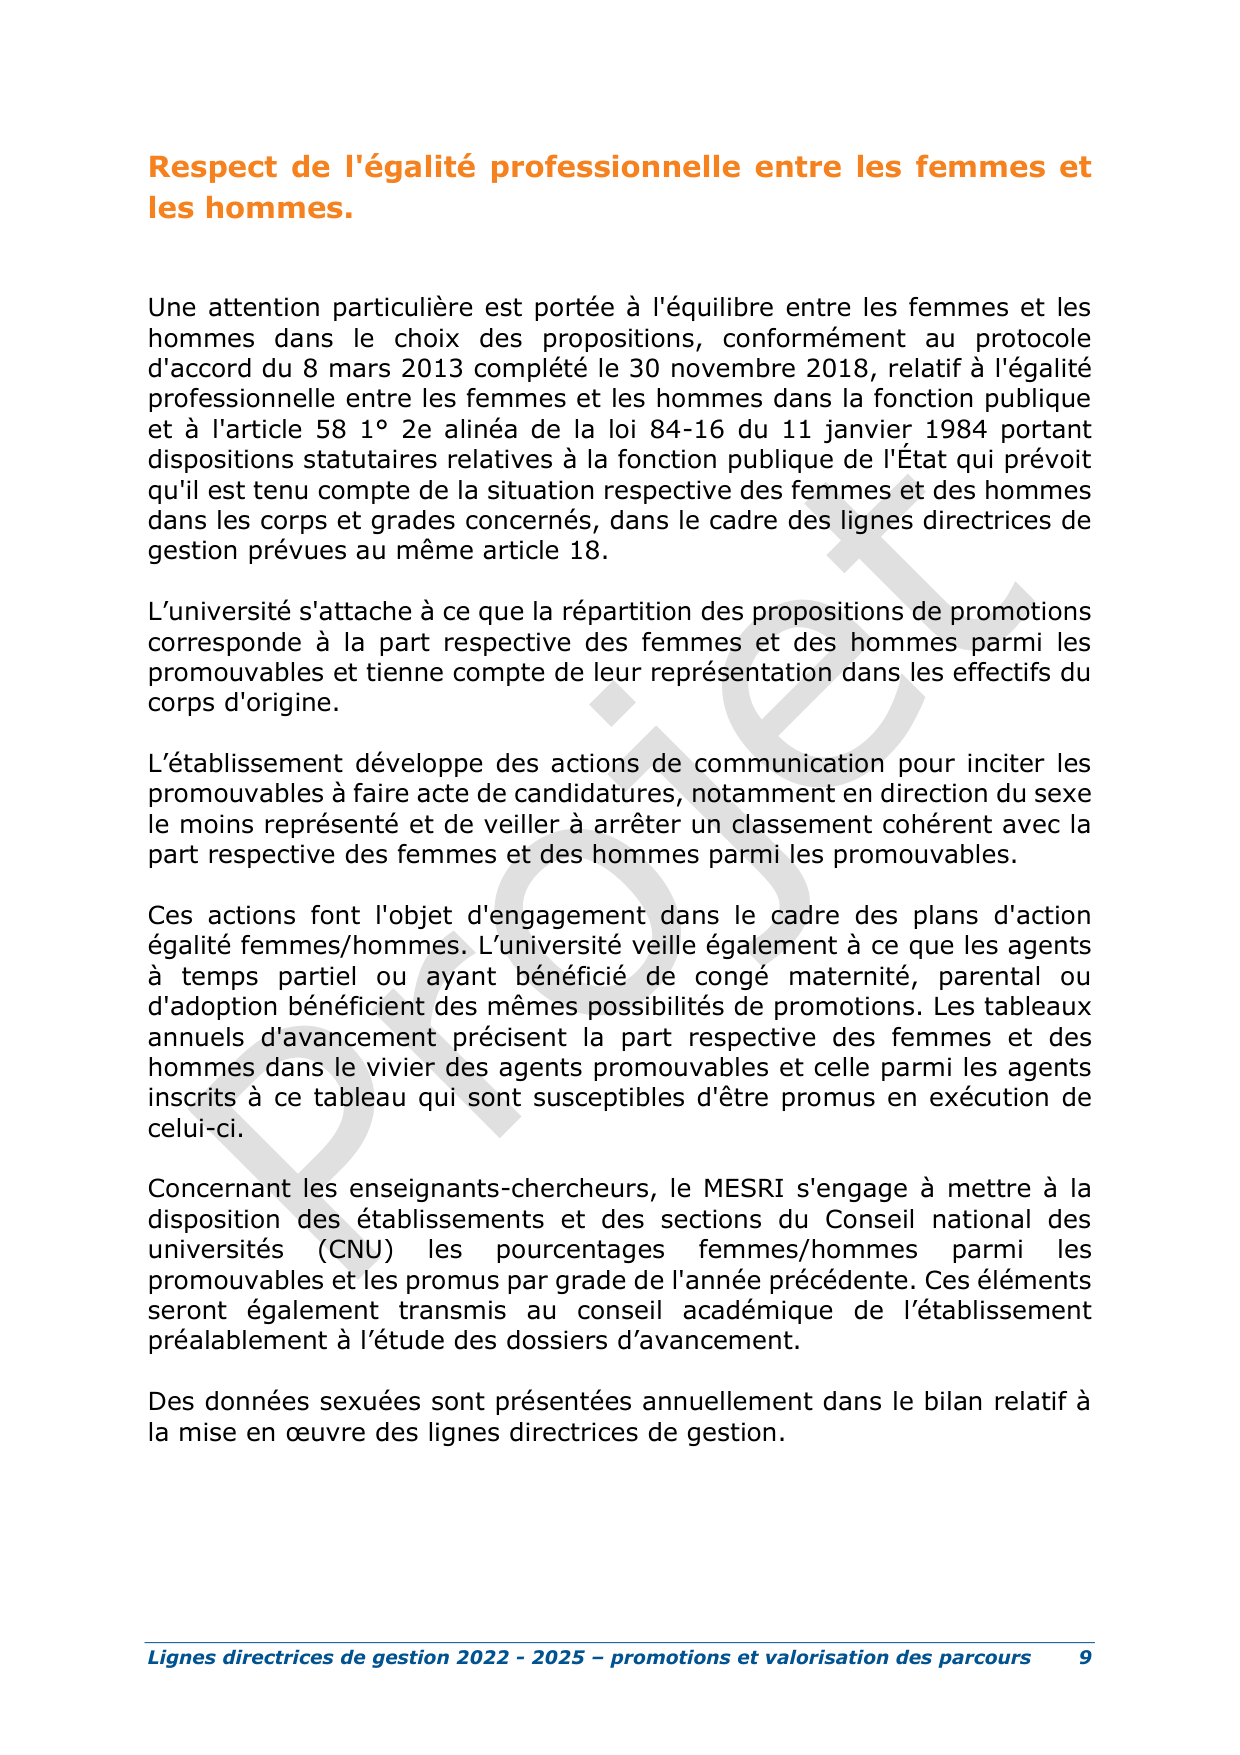 Respect de l'égalité professionnelle entre les femmes et
les hommes.
Une attention particulière est portée à l'équilibre entre les femmes et les
hommes dans le choix des propositions, conformément au protocole
d'accord du 8 mars 2013 complété le 30 novembre 2018, relatif à l'égalité
professionnelle entre les femmes et les hommes dans la fonction publique
et à l'article 58 1° 2e alinéa de la loi 84-16 du 11 janvier 1984 portant
dispositions statutaires relatives à la fonction publique de l'État qui prévoit
qu'il est tenu compte de la situation respective des femmes et des hommes
dans les corps et grades concernés, dans le cadre des lignes directrices de
gestion prévues au même article 18.
L’université s'attache à ce que la répartition des propositions de promotions
corresponde à la part respective des femmes et des hommes parmi les
promouvables et tienne compte de leur représentation dans les effectifs du
corps d'origine.
L’établissement développe des actions de communication pour inciter les
promouvables à faire acte de candidatures, notamment en direction du sexe
le moins représenté et de veiller à arrêter un classement cohérent avec la
part respective des femmes et des hommes parmi les promouvables.
Ces actions font l'objet d'engagement dans le cadre des plans d'action
égalité femmes/hommes. L’université veille également à ce que les agents
à temps partiel ou ayant bénéficié de congé maternité, parental ou
d'adoption bénéficient des mêmes possibilités de promotions. Les tableaux
annuels d'avancement précisent la part respective des femmes et des
hommes dans le vivier des agents promouvables et celle parmi les agents
inscrits à ce tableau qui sont susceptibles d'être promus en exécution de
celui-ci.
Concernant les enseignants-chercheurs, le MESRI s'engage à mettre à la
disposition des établissements et des sections du Conseil national des
universités (CNU) les pourcentages femmes/hommes parmi les
promouvables et les promus par grade de l'année précédente. Ces éléments
seront également transmis au conseil académique de l’établissement
préalablement à l’étude des dossiers d’avancement.
Des données sexuées sont présentées annuellement dans le bilan relatif à
la mise en œuvre des lignes directrices de gestion.
Projet
Lignes directrices de gestion 2022 - 2025 – promotions et valorisation des parcours 9